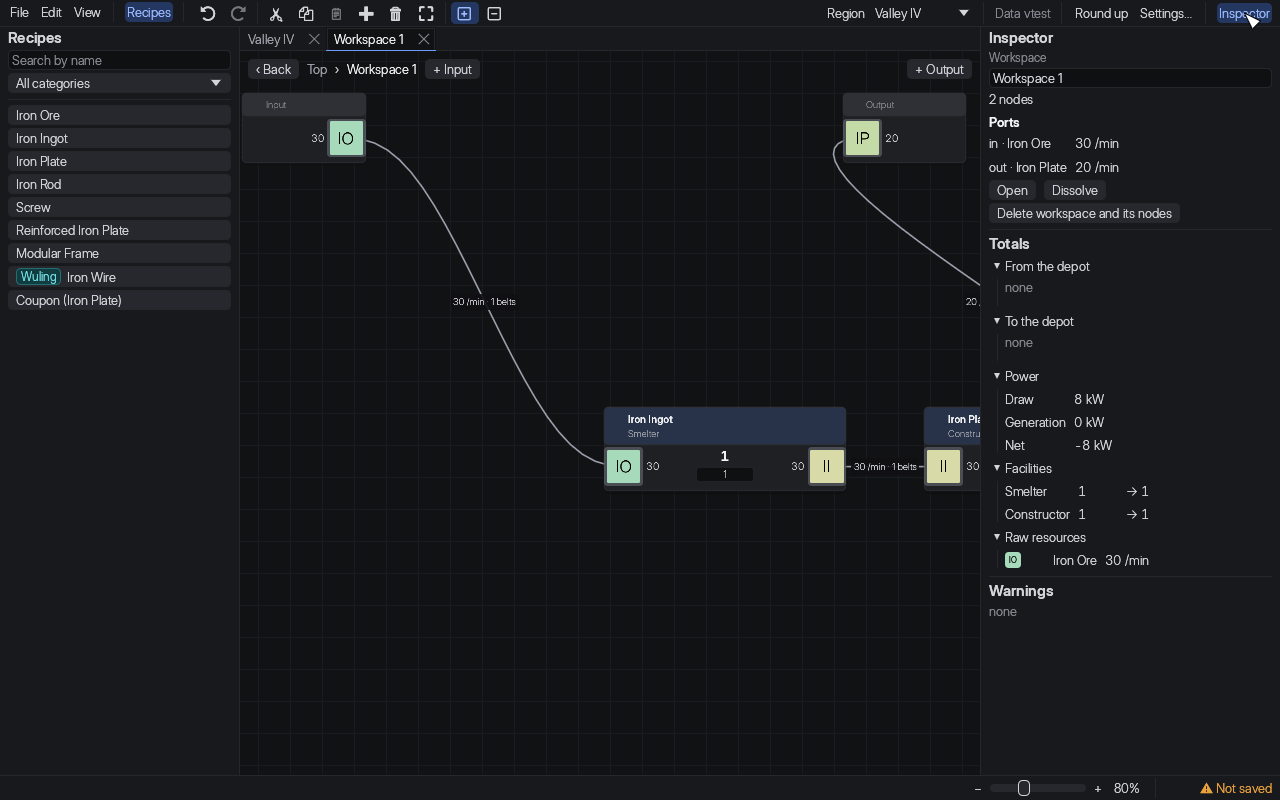 File Edit View Recipes Region Valley IV Data vtest Round up Settings... Inspector
Recipes
Search by name
All categories
Iron Ore
Iron Ingot
Iron Plate
Iron Rod
Screw
Reinforced Iron Plate
Modular Frame
Wuling Iron Wire
Coupon (Iron Plate)
Valley IV Workspace 1
‹ Back Top › Workspace 1 + Input + Output
Input
30 IO
Output
IP 20
30 /min · 1 belts
20
Iron Ingot
Smelter
IO 30 1 30 II
1
30 /min · 1 belts
Iron Pla
Constru
II 30
Inspector
Workspace
Workspace 1
2 nodes
Ports
in · Iron Ore 30 /min
out · Iron Plate 20 /min
Open Dissolve
Delete workspace and its nodes
Totals
From the depot
none
To the depot
none
Power
Draw 8 kW
Generation 0 kW
Net -8 kW
Facilities
Smelter 1 → 1
Constructor 1 → 1
Raw resources
IO Iron Ore 30 /min
Warnings
none
− + 80% Not saved